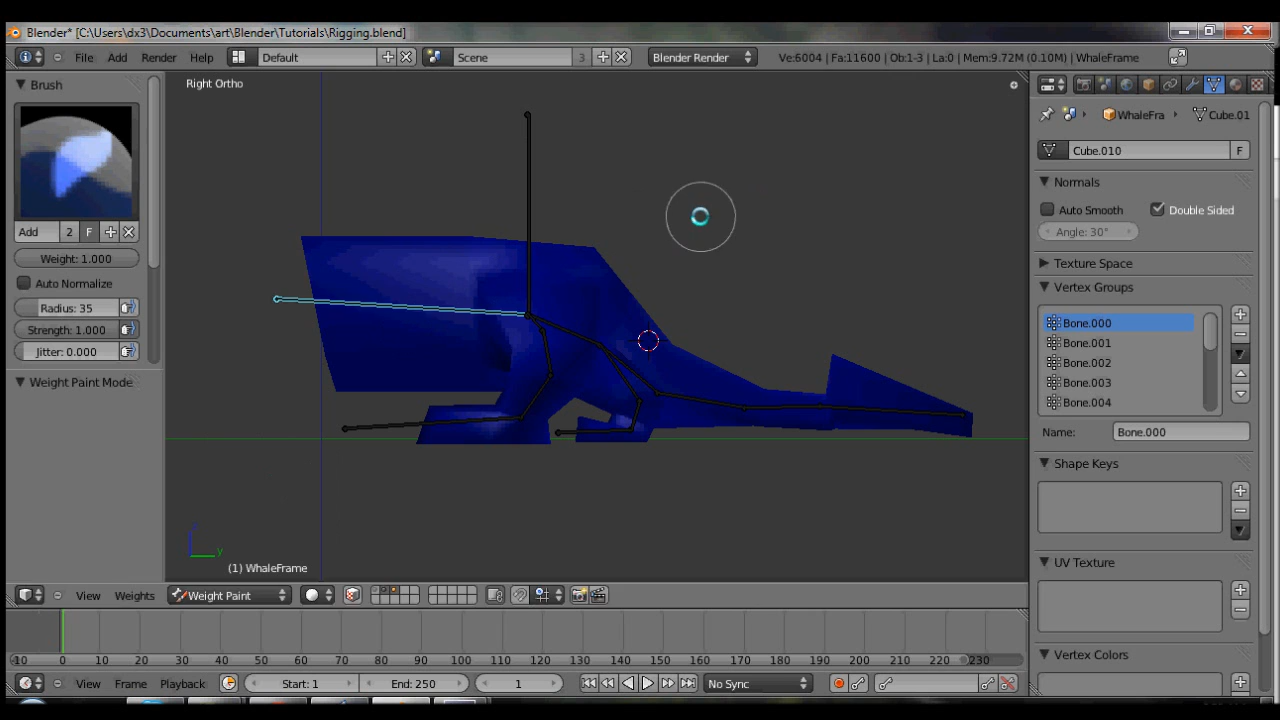 Blender* [C:\Users\dx3\Documents\art\Blender\Tutorials\Rigging.blend]
File Add Render Help Default Scene 3 Blender Render Ve:6004 | Fa:11600 | Ob:1-3 | La:0 | Mem:9.72M (0.10M) | WhaleFrame
Brush
Add 2 F
Weight: 1.000
Auto Normalize
Radius: 35
Strength: 1.000
Jitter: 0.000
Weight Paint Mode
Right Ortho
z
y
(1) WhaleFrame
WhaleFra Cube.01
Cube.010 F
Normals
Auto Smooth Double Sided
Angle: 30°
Texture Space
Vertex Groups
Bone.000
Bone.001
Bone.002
Bone.003
Bone.004
Name: Bone.000
Shape Keys
UV Texture
Vertex Colors
View Weights Weight Paint
-10 0 10 20 30 40 50 60 70 80 90 100 110 120 130 140 150 160 170 180 190 200 210 220 230
View Frame Playback Start: 1 End: 250 1 No Sync